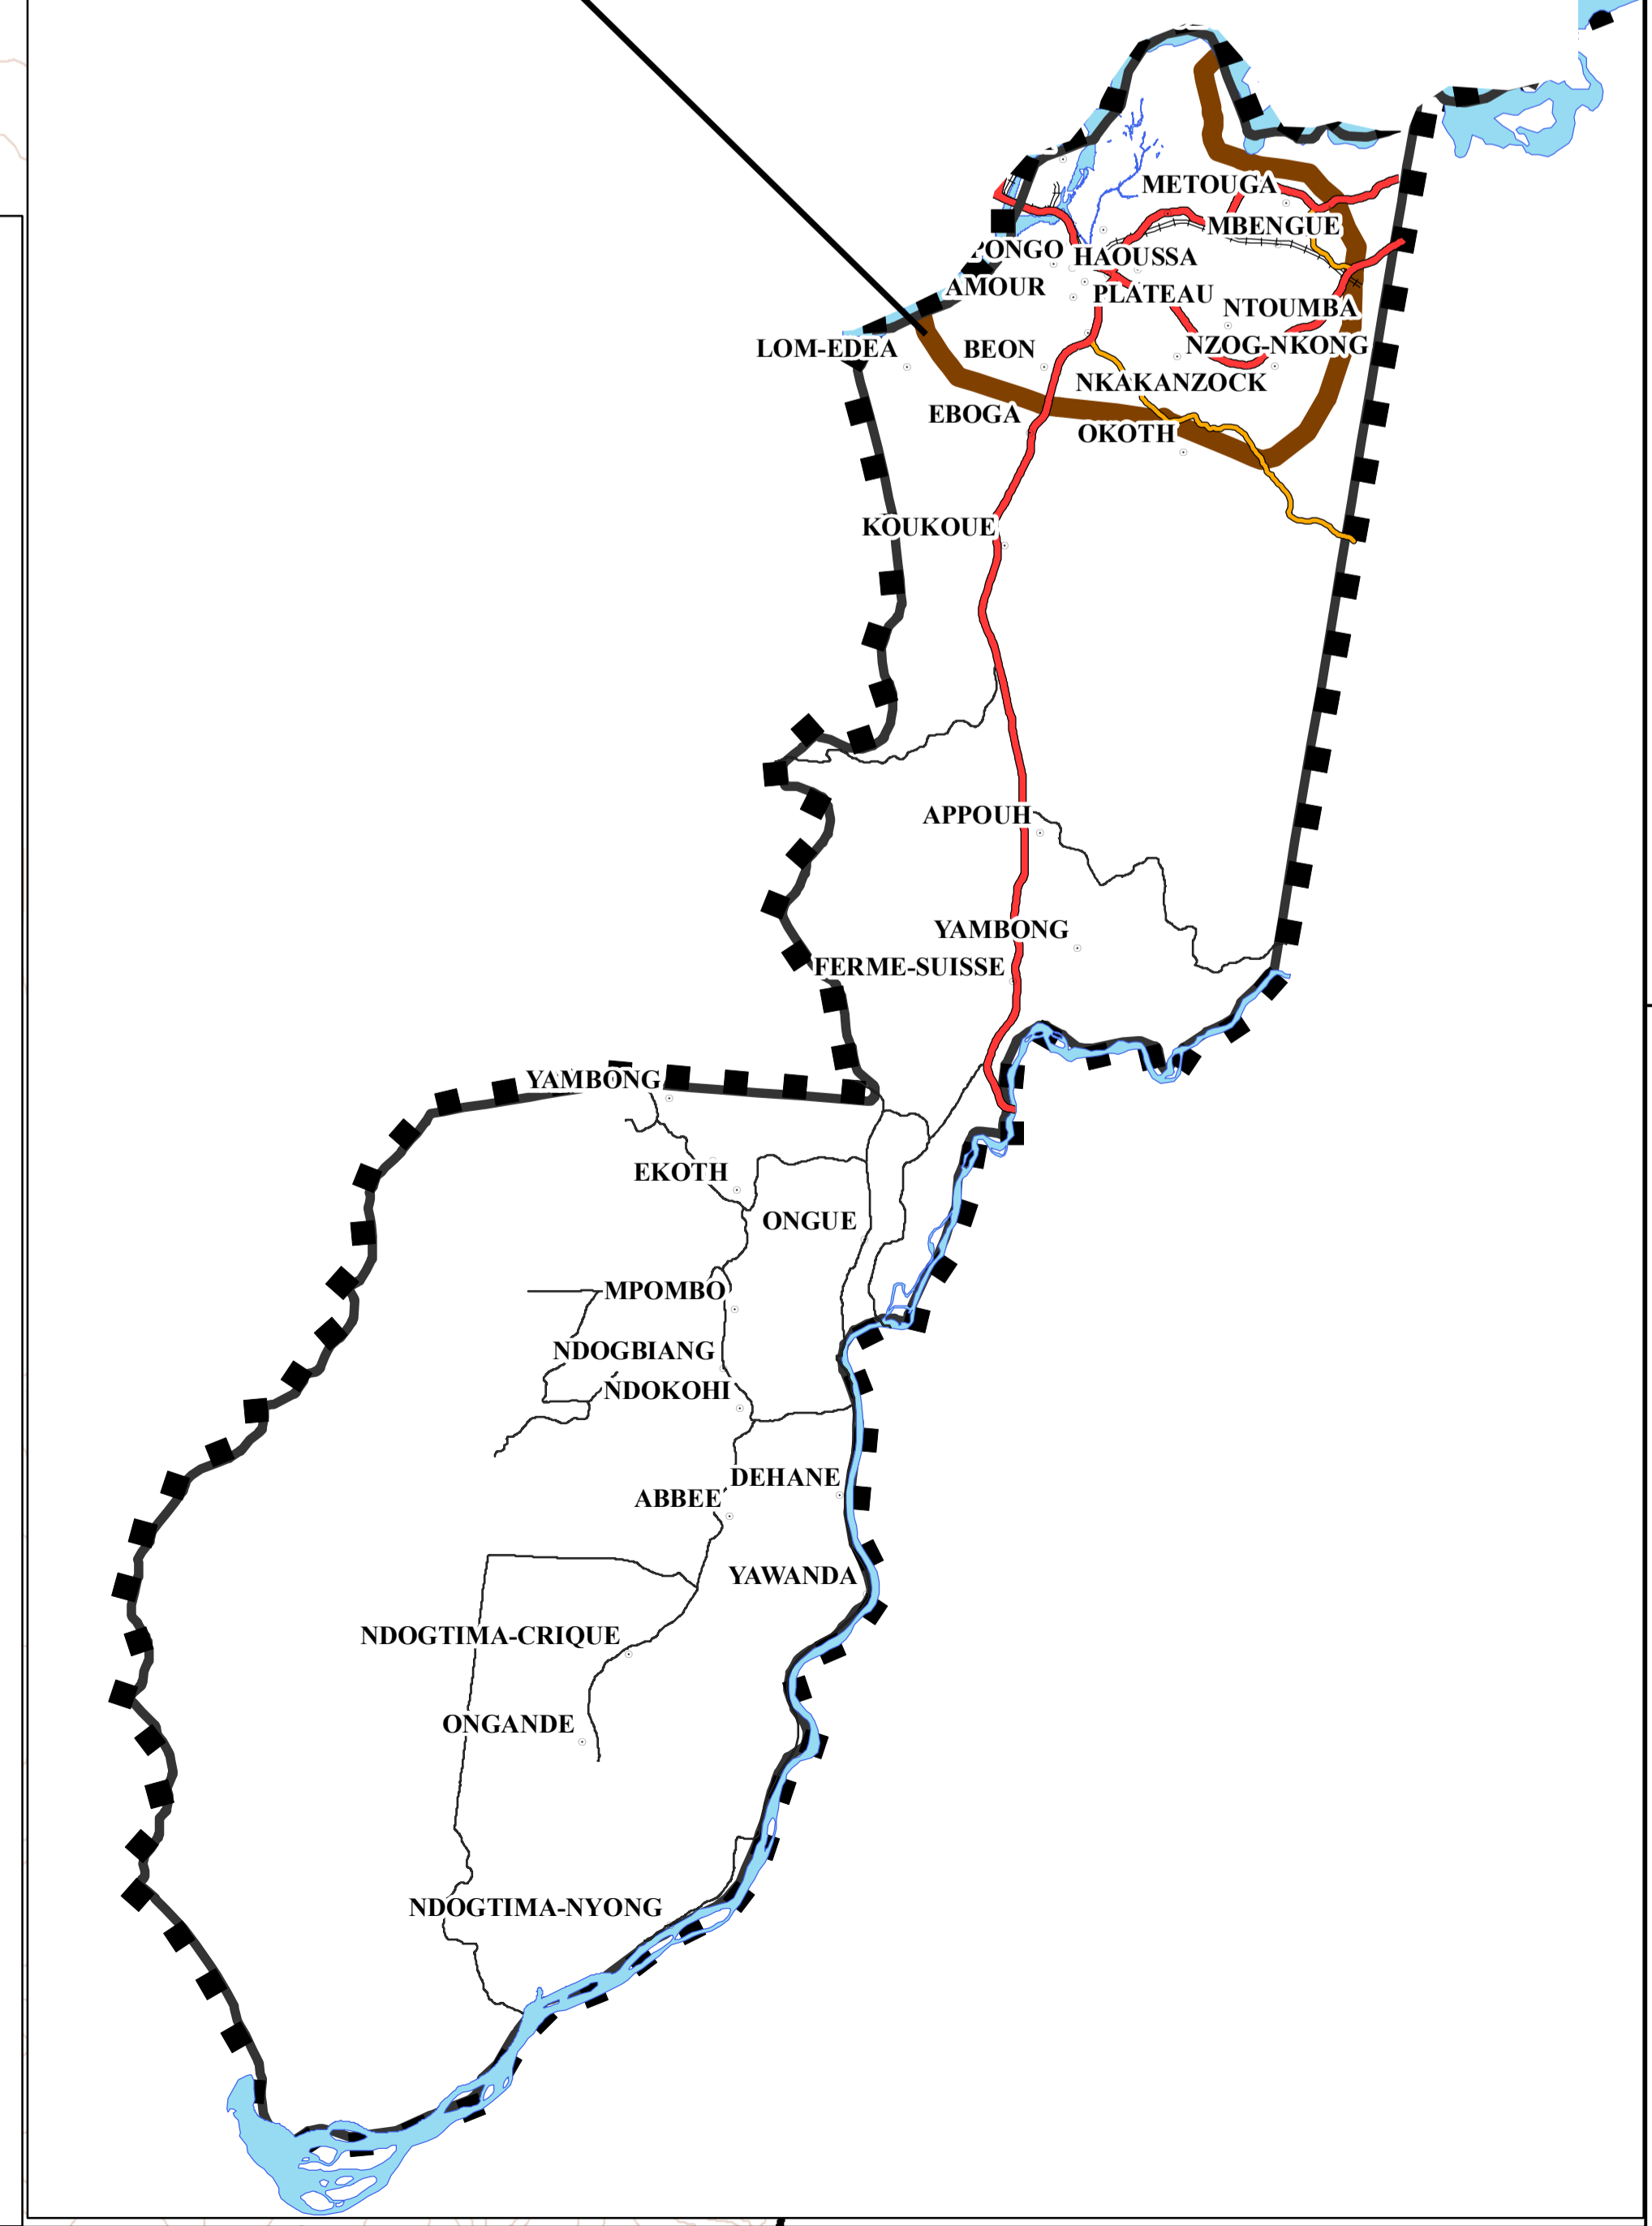 METOUGA
MBENGUE
PONGO
HAOUSSA
AMOUR
PLATEAU
NTOUMBA
LOM-EDEA
BEON
NZOG-NKONG
NKAKANZOCK
EBOGA
OKOTH
KOUKOUE
APPOUH
YAMBONG
FERME-SUISSE
YAMBONG
EKOTH
ONGUE
MPOMBO
NDOGBIANG
NDOKOHI
DEHANE
ABBEE
YAWANDA
NDOGTIMA-CRIQUE
ONGANDE
NDOGTIMA-NYONG